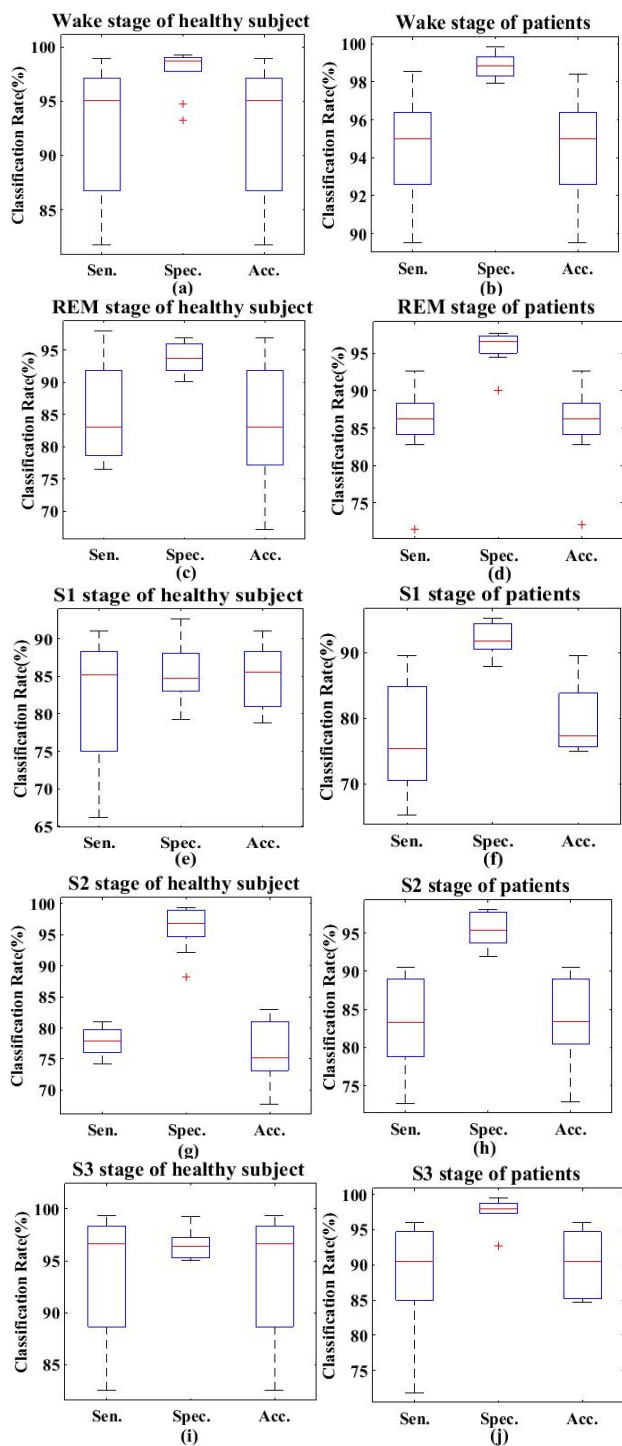 Wake stage of healthy subject
Classification Rate(%)
100
95
90
85
Sen. Spec. Acc.
(a)
Wake stage of patients
Classification Rate(%)
100
98
96
94
92
90
Sen. Spec. Acc.
(b)
REM stage of healthy subject
Classification Rate(%)
95
90
85
80
75
70
Sen. Spec. Acc.
(c)
REM stage of patients
Classification Rate(%)
95
90
85
80
75
Sen. Spec. Acc.
(d)
S1 stage of healthy subject
Classification Rate(%)
90
85
80
75
70
65
Sen. Spec. Acc.
(e)
S1 stage of patients
Classification Rate(%)
90
80
70
Sen. Spec. Acc.
(f)
S2 stage of healthy subject
Classification Rate(%)
100
95
90
85
80
75
70
Sen. Spec. Acc.
(g)
S2 stage of patients
Classification Rate(%)
95
90
85
80
75
Sen. Spec. Acc.
(h)
S3 stage of healthy subject
Classification Rate(%)
100
95
90
85
Sen. Spec. Acc.
(i)
S3 stage of patients
Classification Rate(%)
100
95
90
85
80
75
Sen. Spec. Acc.
(j)